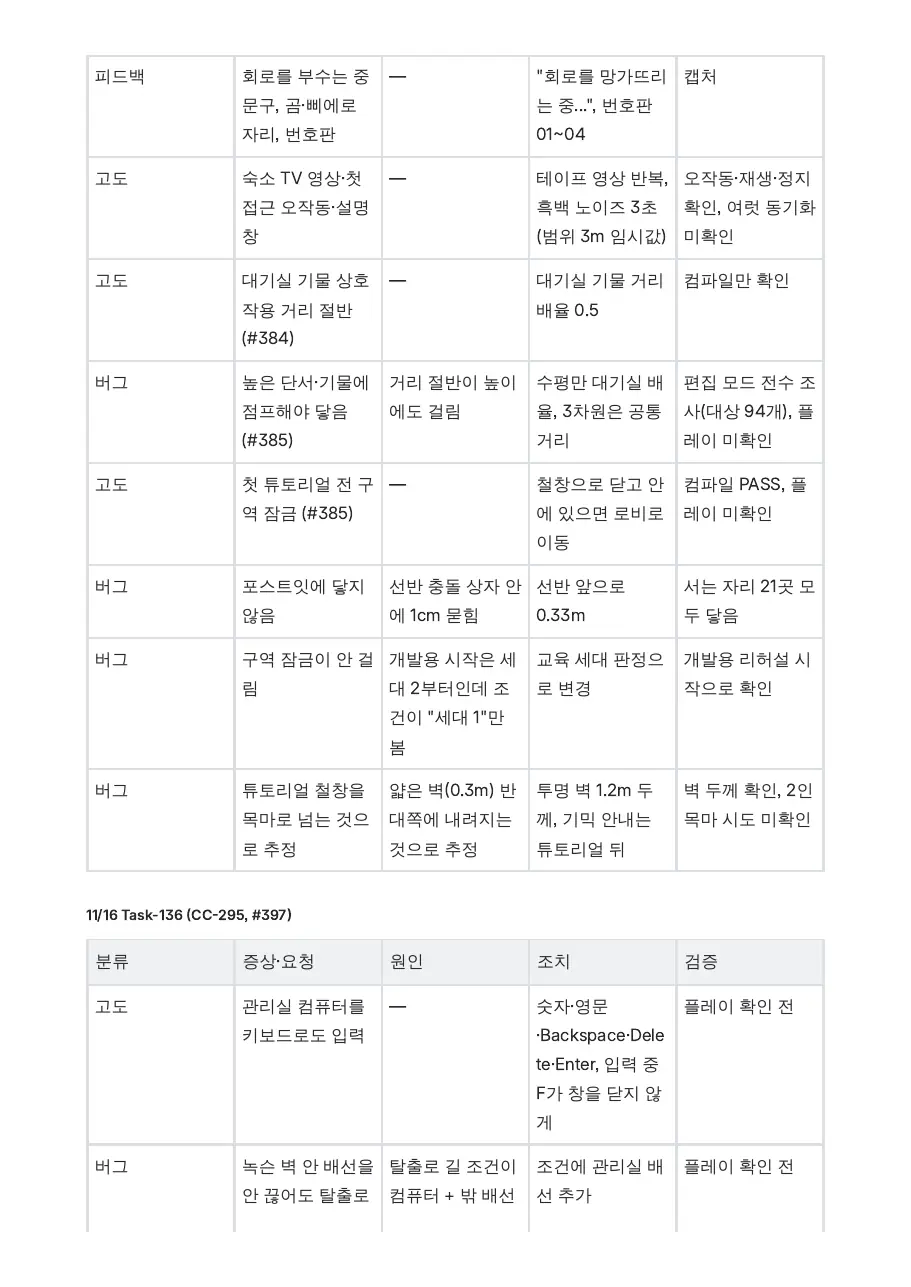 피드백
회로를 부수는 중
문구, 곰·삐에로
자리, 번호판
—
"회로를 망가뜨리
는 중...", 번호판
01~04
캡처
고도
숙소 TV 영상·첫
접근 오작동·설명
창
—
테이프 영상 반복,
흑백 노이즈 3초
(범위 3m 임시값)
오작동·재생·정지
확인, 여럿 동기화
미확인
고도
대기실 기물 상호
작용 거리 절반
(#384)
—
대기실 기물 거리
배율 0.5
컴파일만 확인
버그
높은 단서·기물에
점프해야 닿음
(#385)
거리 절반이 높이
에도 걸림
수평만 대기실 배
율, 3차원은 공통
거리
편집 모드 전수 조
사(대상 94개), 플
레이 미확인
고도
첫 튜토리얼 전 구
역 잠금 (#385)
—
철창으로 닫고 안
에 있으면 로비로
이동
컴파일 PASS, 플
레이 미확인
버그
포스트잇에 닿지
않음
선반 충돌 상자 안
에 1cm 묻힘
선반 앞으로
0.33m
서는 자리 21곳 모
두 닿음
버그
구역 잠금이 안 걸
림
개발용 시작은 세
대 2부터인데 조
건이 "세대 1"만
봄
교육 세대 판정으
로 변경
개발용 리허설 시
작으로 확인
버그
튜토리얼 철창을
목마로 넘는 것으
로 추정
얇은 벽(0.3m) 반
대쪽에 내려지는
것으로 추정
투명 벽 1.2m 두
께, 기믹 안내는
튜토리얼 뒤
벽 두께 확인, 2인
목마 시도 미확인
11/16 Task-136 (CC-295, #397)
분류
증상·요청
원인
조치
검증
고도
관리실 컴퓨터를
키보드로도 입력
—
숫자·영문
·Backspace·Dele
te·Enter, 입력 중
F가 창을 닫지 않
게
플레이 확인 전
버그
녹슨 벽 안 배선을
안 끊어도 탈출로
탈출로 길 조건이
컴퓨터 + 밖 배선
조건에 관리실 배
선 추가
플레이 확인 전